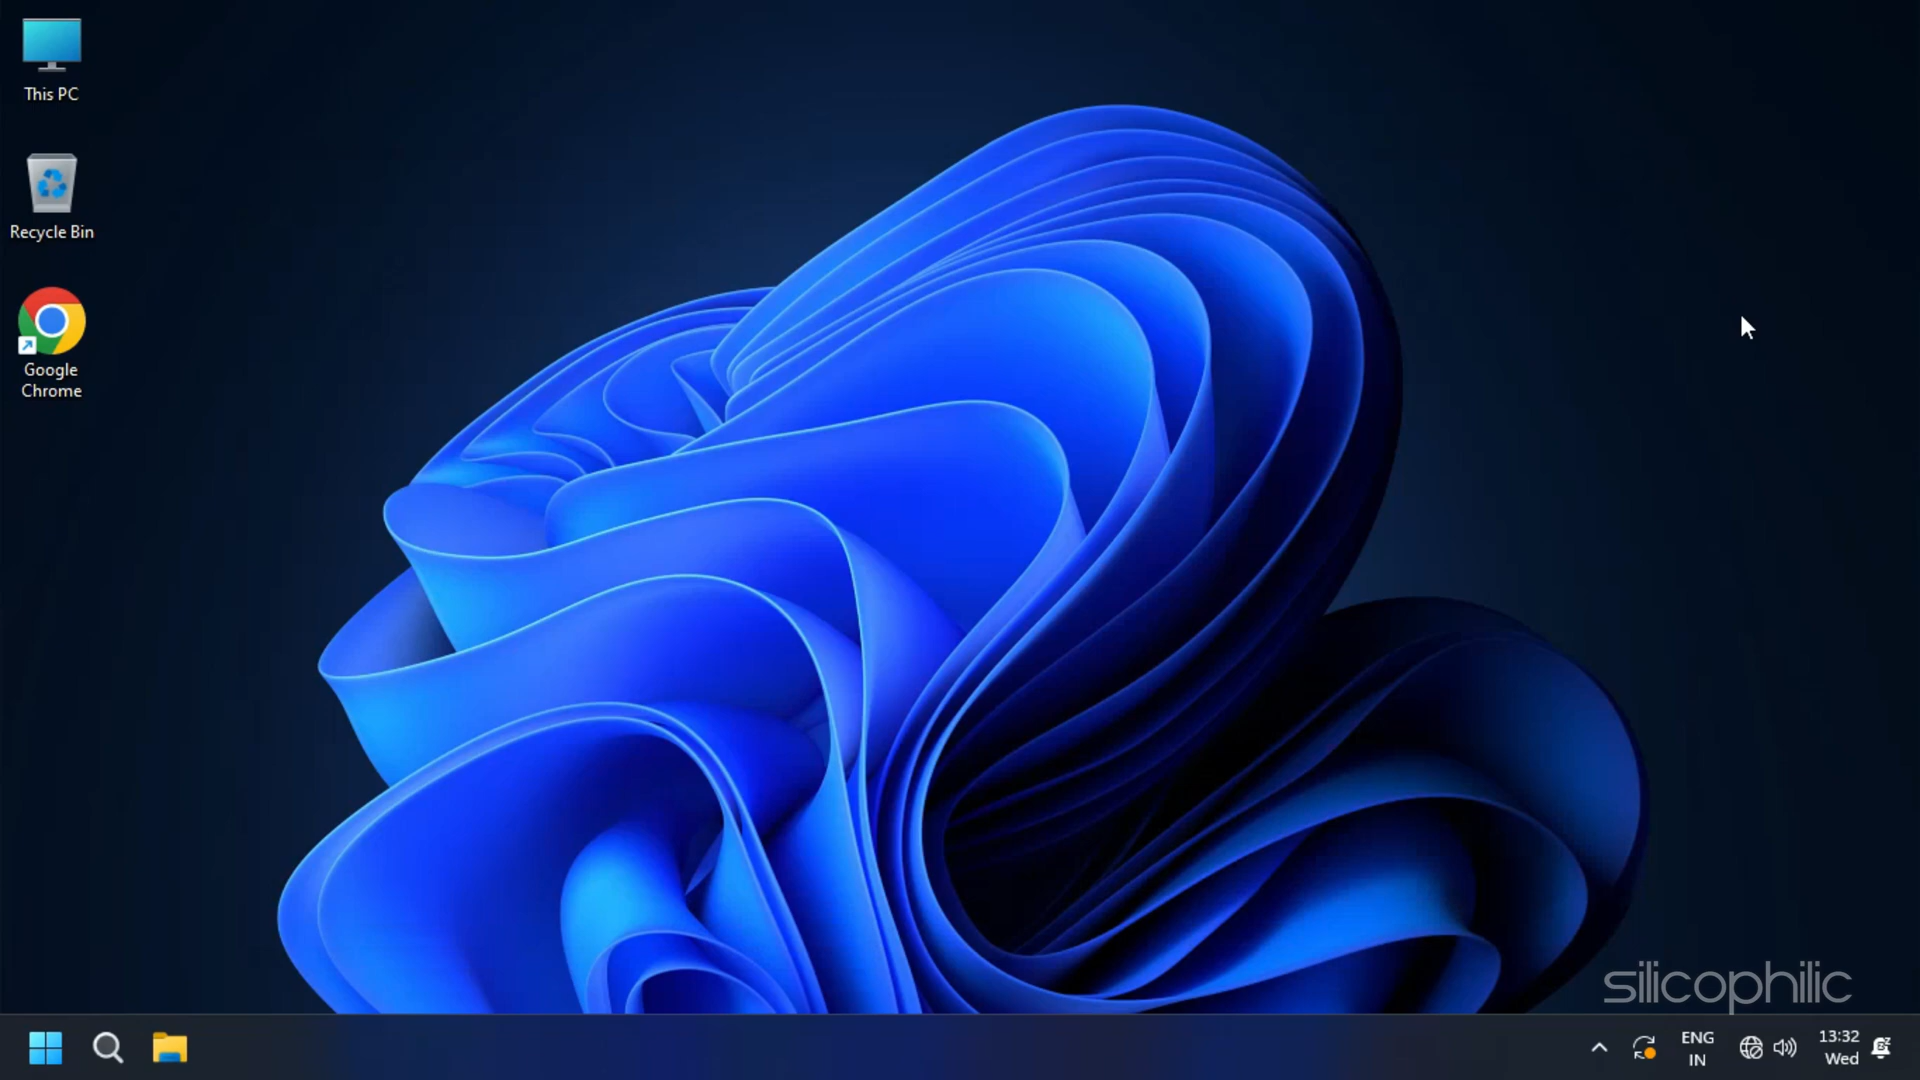 This PC
Recycle Bin
Google
Chrome
silicophilic
ENG
IN
13:32
Wed